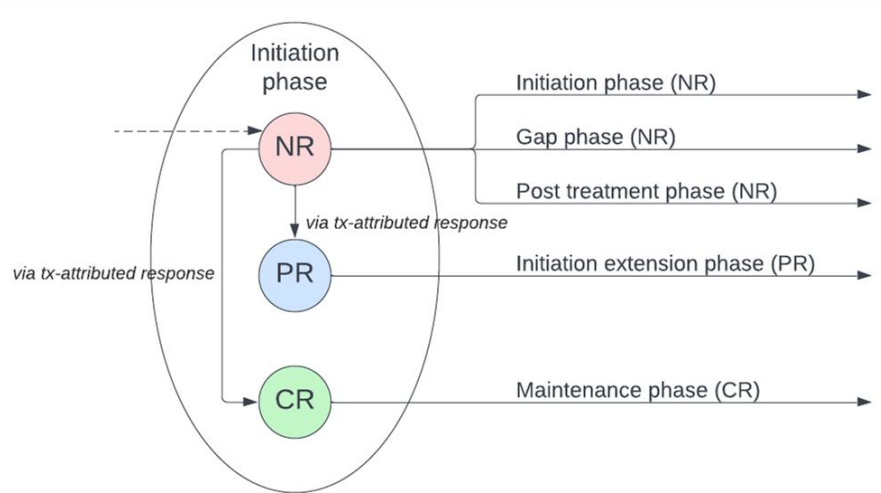 Initiation
phase
NR
via tx-attributed response
PR
via tx-attributed response
CR
Initiation phase (NR)
Gap phase (NR)
Post treatment phase (NR)
Initiation extension phase (PR)
Maintenance phase (CR)